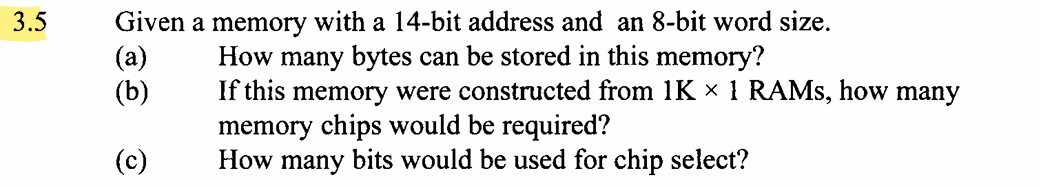 3.5 Given a memory with a 14-bit address and an 8-bit word size.
(a) How many bytes can be stored in this memory?
(b) If this memory were constructed from 1K × 1 RAMs, how many
memory chips would be required?
(c) How many bits would be used for chip select?